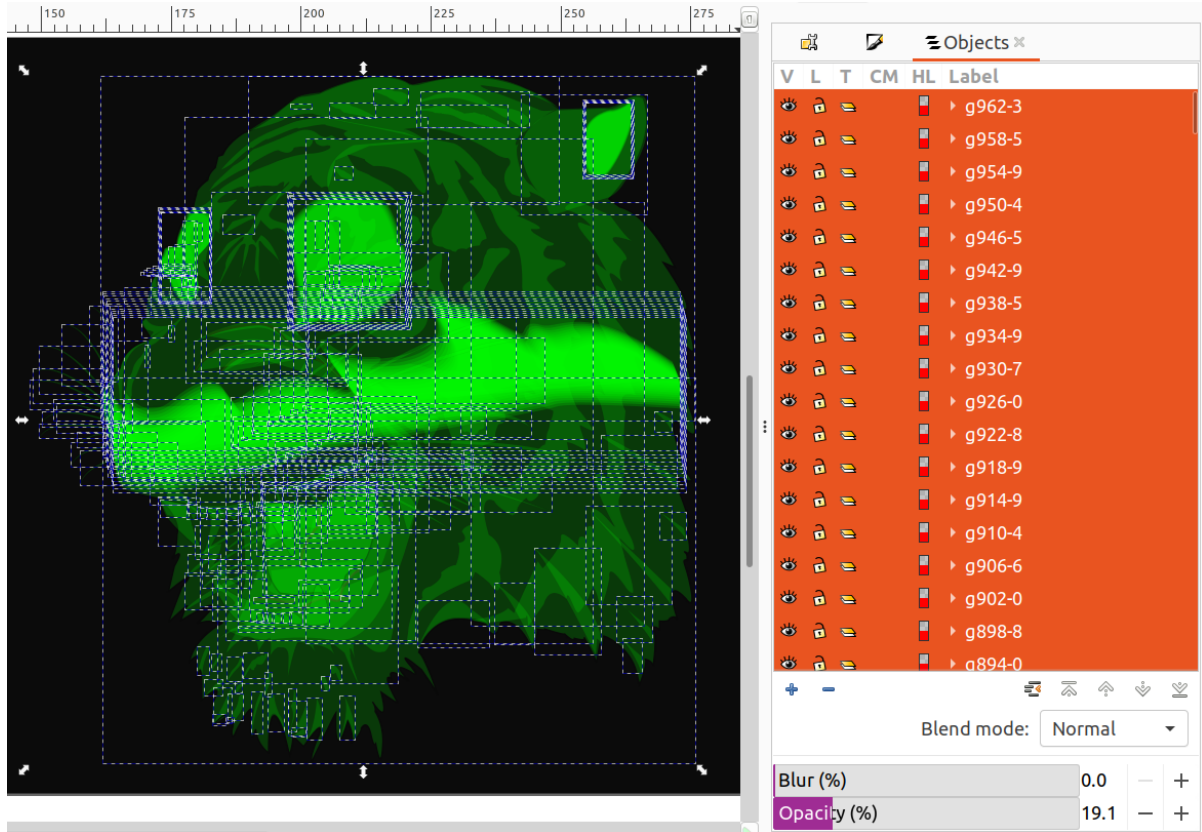 150 175 200 225 250 275
Objects
V L T CM HL Label
g962-3
g958-5
g954-9
g950-4
g946-5
g942-9
g938-5
g934-9
g930-7
g926-0
g922-8
g918-9
g914-9
g910-4
g906-6
g902-0
g898-8
g894-0
Blend mode: Normal
Blur (%) 0.0
Opacity (%) 19.1